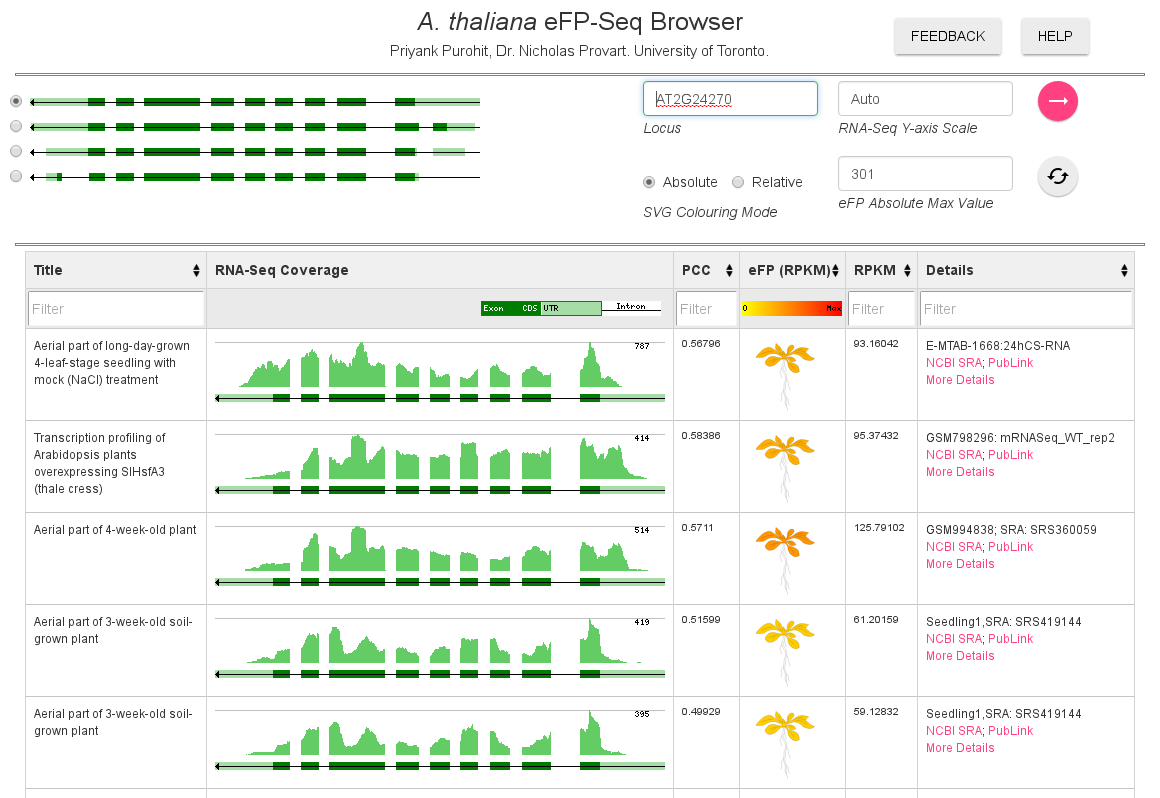 A. thaliana eFP-Seq Browser
Priyank Purohit, Dr. Nicholas Provart. University of Toronto.
FEEDBACK
HELP
AT2G24270
Locus
Auto
RNA-Seq Y-axis Scale
Absolute
Relative
SVG Colouring Mode
301
eFP Absolute Max Value
Title
RNA-Seq Coverage
PCC
eFP (RPKM)
RPKM
Details
Filter
Exon CDS UTR Intron
Filter
0 Max
Filter
Filter
Aerial part of long-day-grown
4-leaf-stage seedling with
mock (NaCl) treatment
787
0.56796
93.16042
E-MTAB-1668:24hCS-RNA
NCBI SRA; PubLink
More Details
Transcription profiling of
Arabidopsis plants
overexpressing SlHsfA3
(thale cress)
414
0.58386
95.37432
GSM798296: mRNASeq_WT_rep2
NCBI SRA; PubLink
More Details
Aerial part of 4-week-old plant
514
0.5711
125.79102
GSM994838; SRA: SRS360059
NCBI SRA; PubLink
More Details
Aerial part of 3-week-old soil-
grown plant
419
0.51599
61.20159
Seedling1,SRA: SRS419144
NCBI SRA; PubLink
More Details
Aerial part of 3-week-old soil-
grown plant
395
0.49929
59.12832
Seedling1,SRA: SRS419144
NCBI SRA; PubLink
More Details